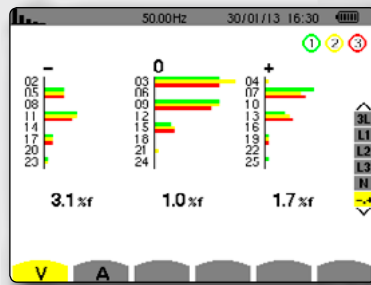 50.00Hz 30/01/13 16:30
1 2 3
- 0 +
02 03 04
05 06 07
08 09 10
11 12 13
14 15 16
17 18 19
20 21 22
23 24 25
3.1 %f 1.0 %f 1.7 %f
3L
L1
L2
L3
N
-.+
V A